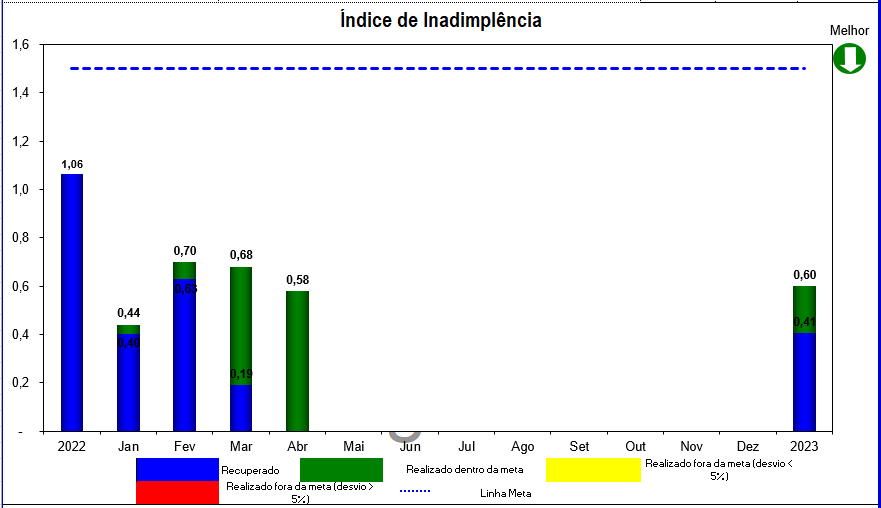 Índice de Inadimplência
Melhor
1,6
1,4
1,2
1,0
0,8
0,6
0,4
0,2
-
1,06
0,44
0,40
0,70
0,63
0,68
0,19
0,58
0,60
0,41
2022 Jan Fev Mar Abr Mai Jun Jul Ago Set Out Nov Dez 2023
Recuperado
Realizado dentro da meta
Realizado fora da meta (desvio <
5%)
Realizado fora da meta (desvio >
5%)
Linha Meta